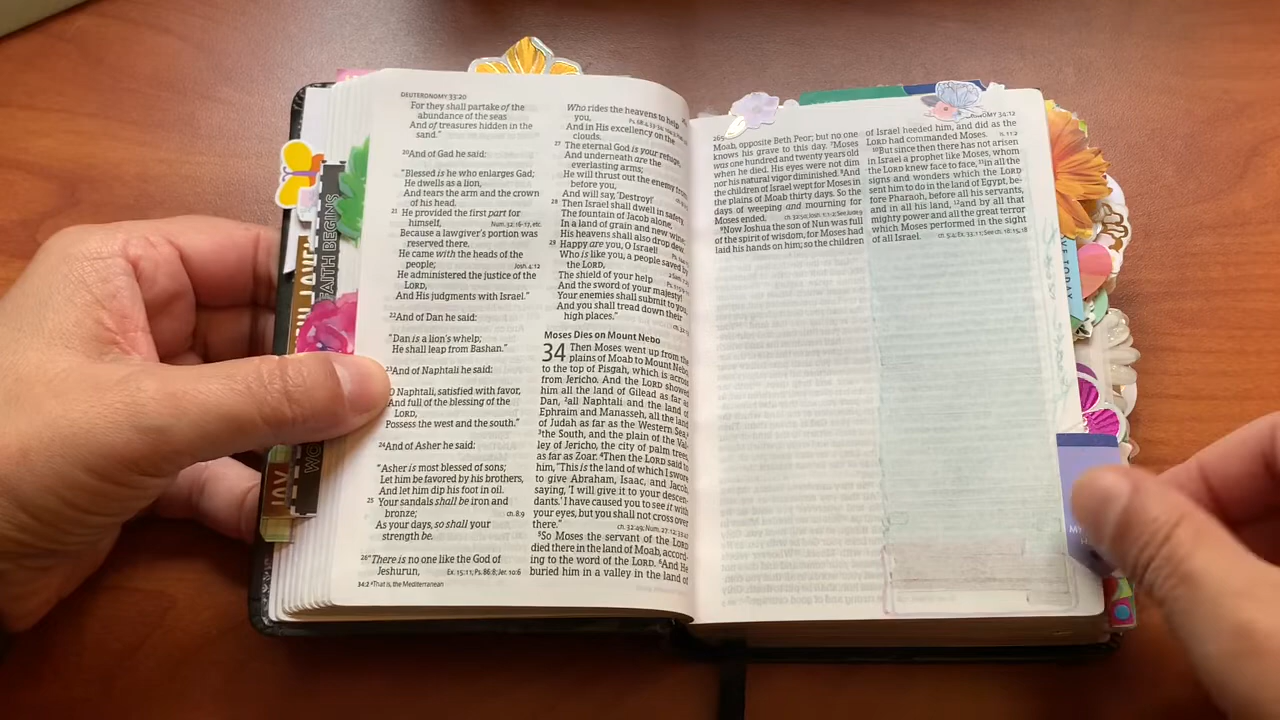 DEUTERONOMY 33:20
For they shall partake of the
abundance of the seas
And of treasures hidden in the
sand."
20And of Gad he said:
"Blessed is he who enlarges Gad;
He dwells as a lion,
And tears the arm and the crown
of his head.
21 He provided the first part for
himself, Num. 32:16-17, etc.
Because a lawgiver's portion was
reserved there.
He came with the heads of the
people; Josh 4:12
He administered the justice of the
LORD,
And His judgments with Israel."
22And of Dan he said:
"Dan is a lion's whelp;
He shall leap from Bashan."
23And of Naphtali he said:
O Naphtali, satisfied with favor,
And full of the blessing of the
LORD,
Possess the west and the south."
24And of Asher he said:
"Asher is most blessed of sons;
Let him be favored by his brothers,
And let him dip his foot in oil.
25 Your sandals shall be iron and
bronze; ch. 8:9
As your days, so shall your
strength be.
26"There is no one like the God of
Jeshurun, Ex. 15:11; Ps. 86:8; Jer. 10:6
34:2 aThat is, the Mediterranean
Who rides the heavens to help
you,
And in His excellency on the
clouds.
27 The eternal God is your refuge,
And underneath are the
everlasting arms;
He will thrust out the enemy from
before you,
And will say, 'Destroy!'
28 Then Israel shall dwell in safety,
The fountain of Jacob alone,
In a land of grain and new wine;
His heavens shall also drop dew.
29 Happy are you, O Israel!
Who is like you, a people saved by
the LORD,
The shield of your help
And the sword of your majesty!
Your enemies shall submit to you,
And you shall tread down their
high places."
Moses Dies on Mount Nebo
34 Then Moses went up from the
plains of Moab to Mount Nebo,
to the top of Pisgah, which is across
from Jericho. And the LORD showed
him all the land of Gilead as far as
Dan, 2all Naphtali and the land of
Ephraim and Manasseh, all the land
of Judah as far as the Western Sea,
3the South, and the plain of the Val-
ley of Jericho, the city of palm trees,
as far as Zoar. 4Then the LORD said to
him, "This is the land of which I swore
to give Abraham, Isaac, and Jacob,
saying, 'I will give it to your descen-
dants.' I have caused you to see it with
your eyes, but you shall not cross over
there."
5So Moses the servant of the LORD
died there in the land of Moab, accord-
ing to the word of the LORD. 6And He
buried him in a valley in the land of
265
Moab, opposite Beth Peor; but no one
knows his grave to this day. 7Moses
was one hundred and twenty years old
when he died. His eyes were not dim
nor his natural vigor diminished. 8And
the children of Israel wept for Moses in
the plains of Moab thirty days. So the
days of weeping and mourning for
Moses ended.
9Now Joshua the son of Nun was full
of the spirit of wisdom, for Moses had
laid his hands on him; so the children
34:12
of Israel heeded him, and did as the
LORD had commanded Moses.
10But since then there has not arisen
in Israel a prophet like Moses, whom
the LORD knew face to face, 11in all the
signs and wonders which the LORD
sent him to do in the land of Egypt, be-
fore Pharaoh, before all his servants,
and in all his land, 12and by all that
mighty power and all the great terror
which Moses performed in the sight
of all Israel.
FAITH BEGINS
TODAY
MY